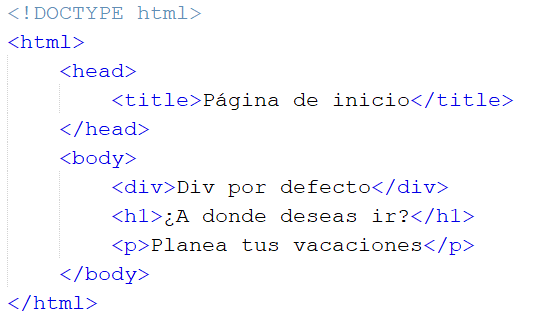 <!DOCTYPE html>
<html>
<head>
<title>Página de inicio</title>
</head>
<body>
<div>Div por defecto</div>
<h1>¿A donde deseas ir?</h1>
<p>Planea tus vacaciones</p>
</body>
</html>